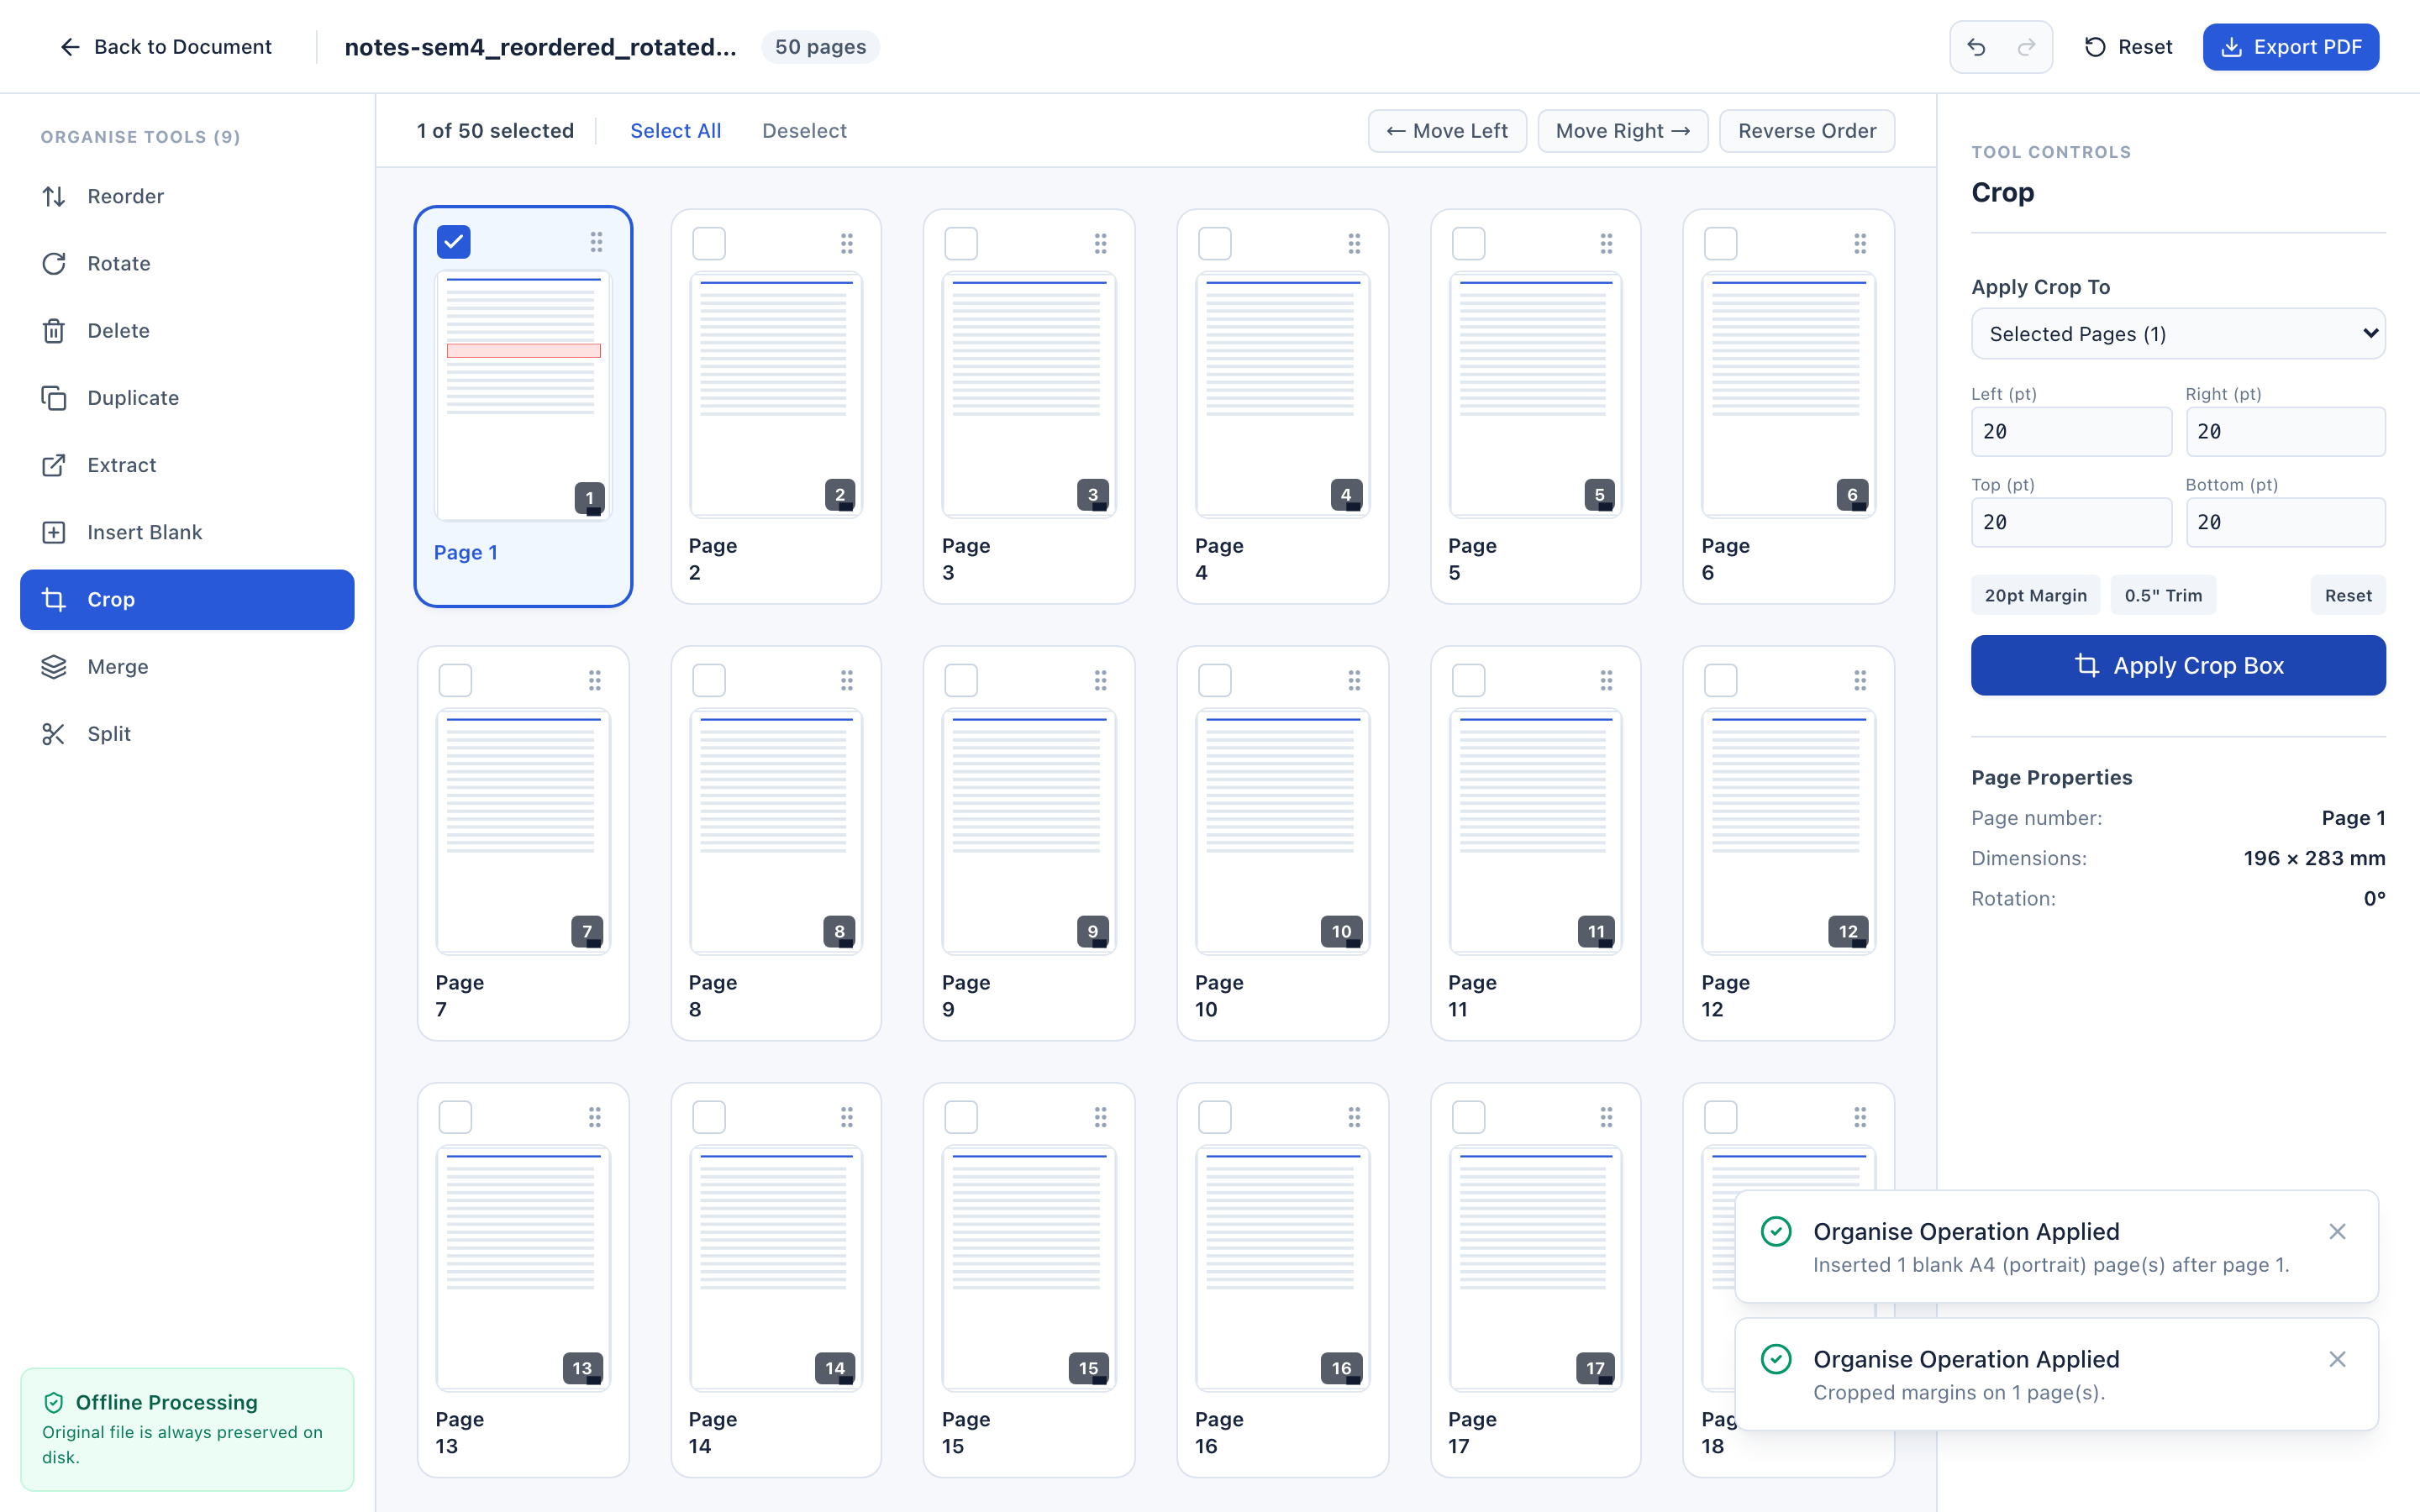 Back to Document
notes-sem4_reordered_rotated...
50 pages
Reset
Export PDF
ORGANISE TOOLS (9)
Reorder
Rotate
Delete
Duplicate
Extract
Insert Blank
Crop
Merge
Split
Offline Processing
Original file is always preserved on
disk.
1 of 50 selected
Select All
Deselect
← Move Left
Move Right →
Reverse Order
1
Page 1
2
Page
2
3
Page
3
4
Page
4
5
Page
5
6
Page
6
7
Page
7
8
Page
8
9
Page
9
10
Page
10
11
Page
11
12
Page
12
13
Page
13
14
Page
14
15
Page
15
16
Page
16
17
Page
17
Pag
18
TOOL CONTROLS
Crop
Apply Crop To
Selected Pages (1)
Left (pt)
Right (pt)
20
20
Top (pt)
Bottom (pt)
20
20
20pt Margin
0.5" Trim
Reset
Apply Crop Box
Page Properties
Page number: Page 1
Dimensions: 196 × 283 mm
Rotation: 0°
Organise Operation Applied
Inserted 1 blank A4 (portrait) page(s) after page 1.
Organise Operation Applied
Cropped margins on 1 page(s).